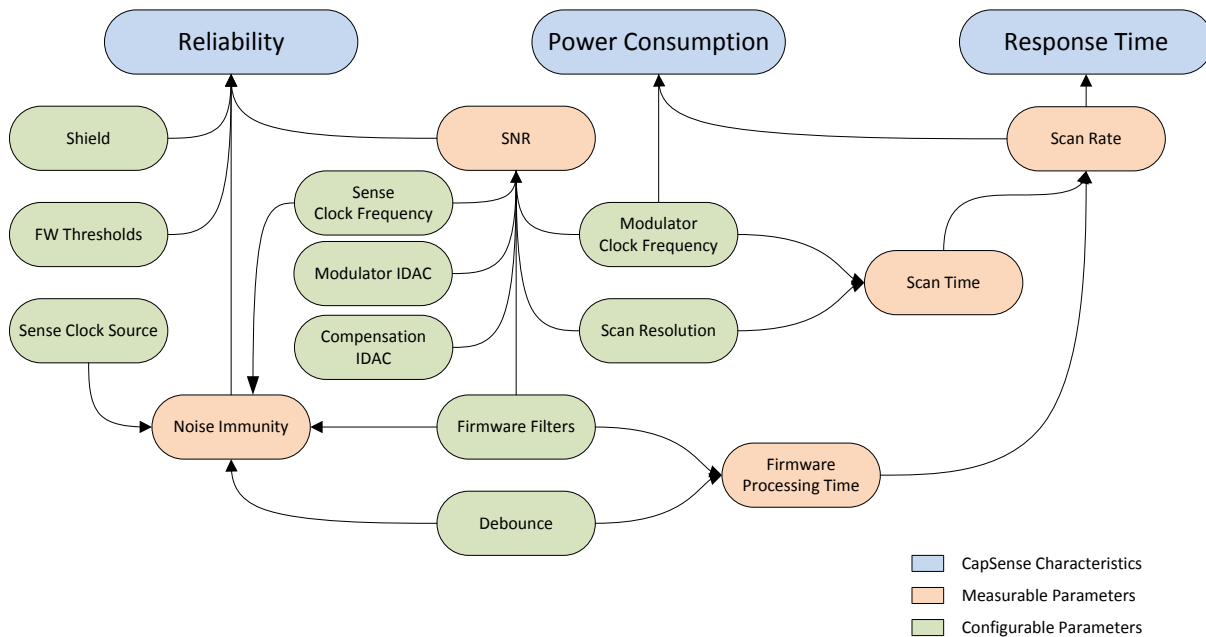 Reliability
Power Consumption
Response Time
Shield
SNR
Scan Rate
Sense
Clock Frequency
FW Thresholds
Modulator
Clock Frequency
Modulator IDAC
Scan Time
Sense Clock Source
Compensation
IDAC
Scan Resolution
Noise Immunity
Firmware Filters
Firmware
Processing Time
Debounce
CapSense Characteristics
Measurable Parameters
Configurable Parameters